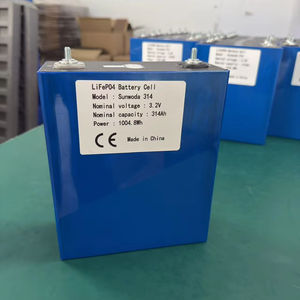 LiFePO4 Battery Cell
Model : Sunwoda 314
Nominal voltage : 3.2V
Nominal capacity : 314Ah
Power : 1004.8Wh
CE Made in China